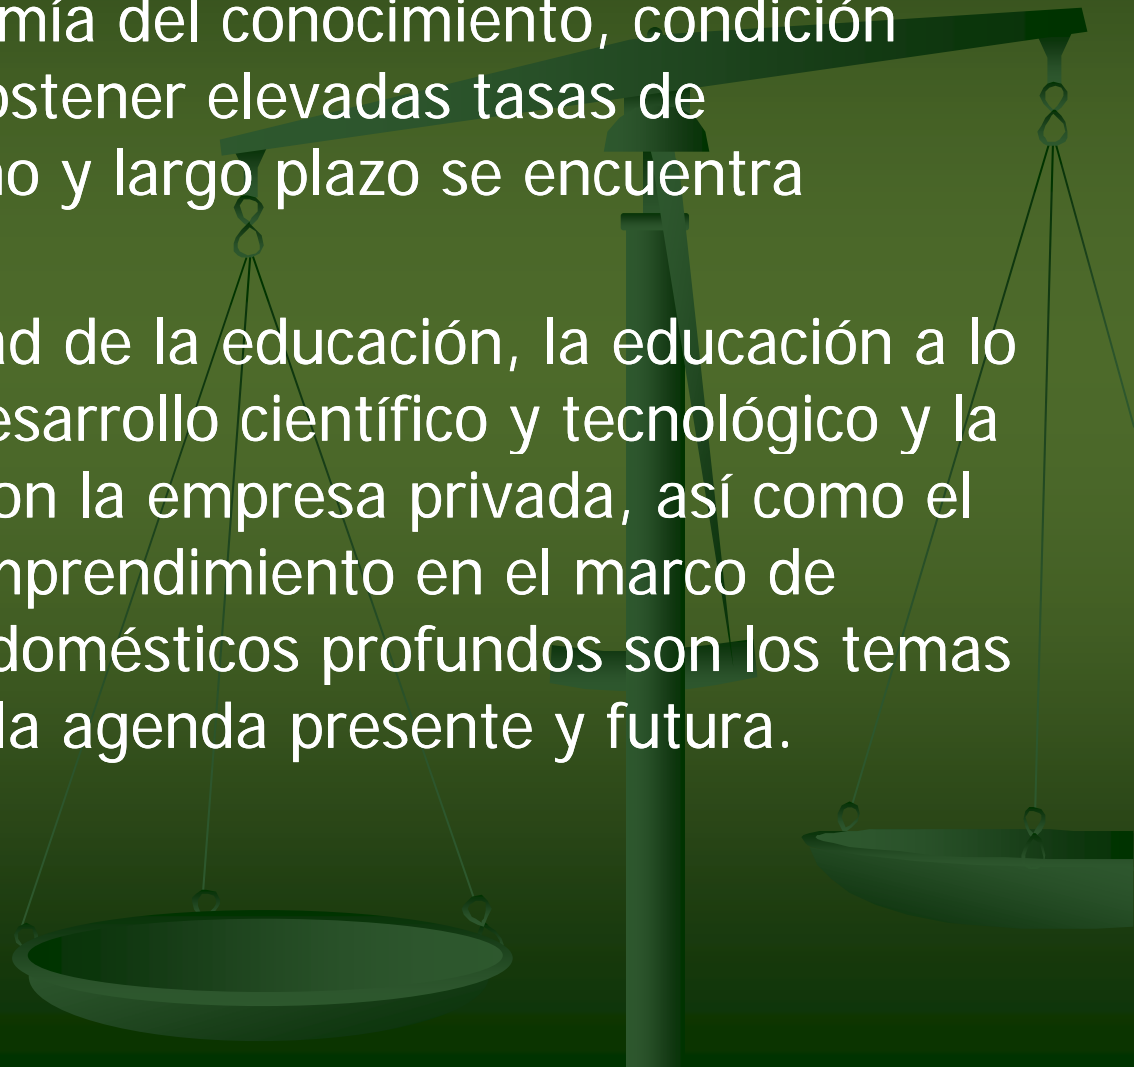 mía del conocimiento, condición
ostener elevadas tasas de
no y largo plazo se encuentra
ad de la educación, la educación a lo
esarrollo científico y tecnológico y la
on la empresa privada, así como el
nprendimiento en el marco de
domésticos profundos son los temas
la agenda presente y futura.